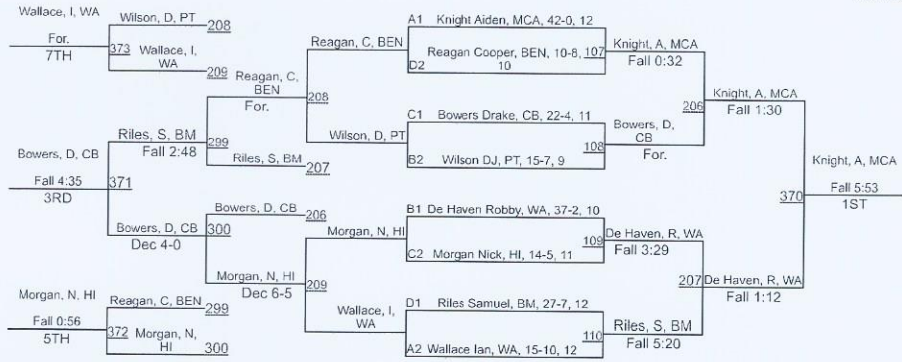 Wallace, I, WA
For.
7TH
Wilson, D, PT
208
373
Wallace, I,
WA
209
Reagan, C,
BEN
For.
Riles, S, BM
Fall 2:48
299
Riles, S, BM
207
Bowers, D, CB
Fall 4:35
3RD
371
Bowers, D, CB
Dec 4-0
Bowers, D, CB
206
300
Morgan, N, HI
Dec 6-5
Morgan, N. HI
Fall 0:56
5TH
Reagan, C, BEN
299
372
Morgan, N,
HI
300
Reagan, C, BEN
208
Wilson, D, PT
Morgan, N, HI
209
Wallace, I,
WA
A1 Knight Aiden, MCA, 42-0, 12
Reagan Cooper, BEN, 10-8,
10
107
D2
C1 Bowers Drake, CB, 22-4, 11
108
B2 Wilson DJ, PT, 15-7, 9
B1 De Haven Robby, WA, 37-2, 10
109
C2 Morgan Nick, HI, 14-5, 11
D1 Riles Samuel, BM, 27-7, 12
110
A2 Wallace Ian, WA, 15-10, 12
Knight, A, MCA
Fall 0:32
206
Bowers, D,
CB
For.
De Haven, R, WA
Fall 3:29
207
Riles, S, BM
Fall 5:20
Knight, A, MCA
Fall 1:30
370
De Haven, R, WA
Fall 1:12
Knight, A, MCA
Fall 5:53
1ST